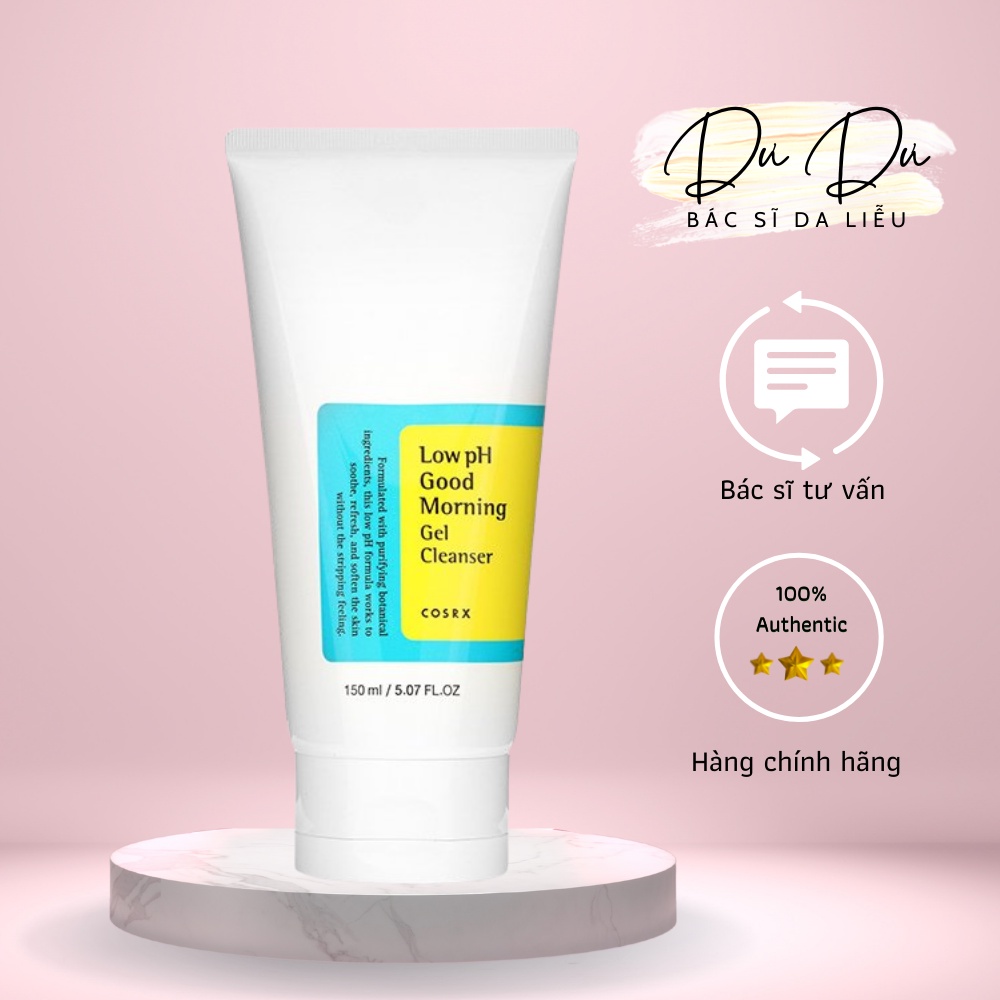 Dư Dư
BÁC SĨ DA LIỄU
Bác sĩ tư vấn
100%
Authentic
Hàng chính hãng
Low pH
Good
Morning
Gel
Cleanser
COSRX
Formulated with purifying botanical
ingredients, this low pH formula works to
soothe, refresh, and soften the skin
without the stripping feeling.
150 ml / 5.07 FL.OZ